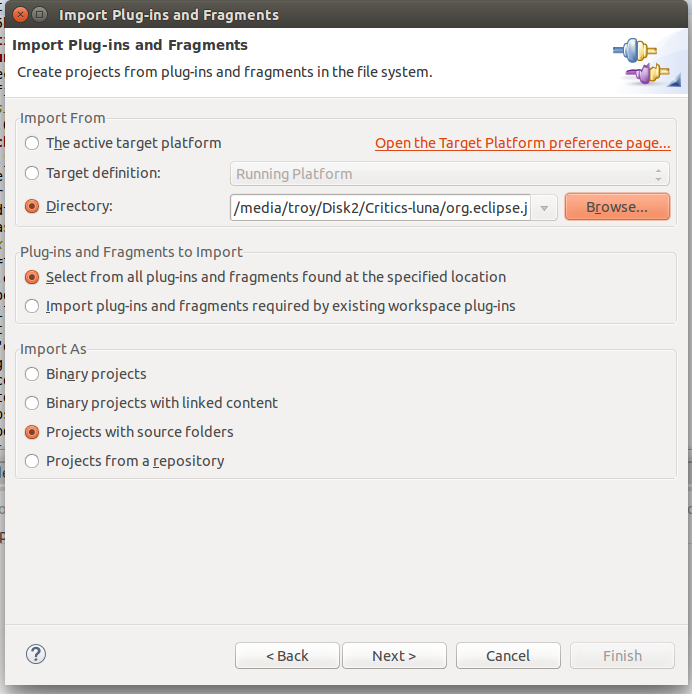 Import Plug-ins and Fragments
Import Plug-ins and Fragments
Create projects from plug-ins and fragments in the file system.
Import From
The active target platform
Open the Target Platform preference page...
Target definition:
Running Platform
Directory:
/media/troy/Disk2/Critics-luna/org.eclipse.j
Browse...
Plug-ins and Fragments to Import
Select from all plug-ins and fragments found at the specified location
Import plug-ins and fragments required by existing workspace plug-ins
Import As
Binary projects
Binary projects with linked content
Projects with source folders
Projects from a repository
?
< Back
Next >
Cancel
Finish